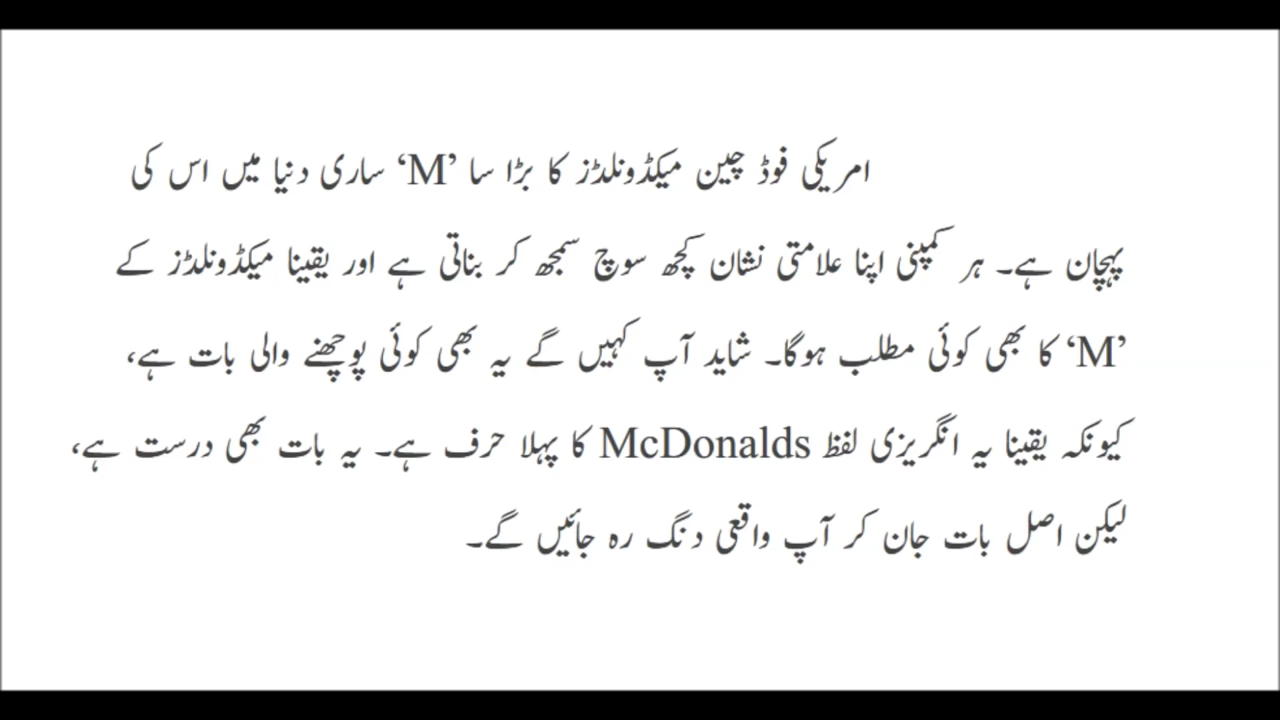 امریکی فوڈ چین میکڈونلڈز کا بڑا سا ’M‘ ساری دنیا میں اس کی
پہچان ہے۔ ہر کمپنی اپنا علامتی نشان کچھ سوچ سمجھ کر بناتی ہے اور یقینا میکڈونلڈز کے
’M‘ کا بھی کوئی مطلب ہوگا۔ شاید آپ کہیں گے یہ بھی کوئی پوچھنے والی بات ہے،
کیونکہ یقینا یہ انگریزی لفظ McDonalds کا پہلا حرف ہے۔ یہ بات بھی درست ہے،
لیکن اصل بات جان کر آپ واقعی دنگ رہ جائیں گے۔